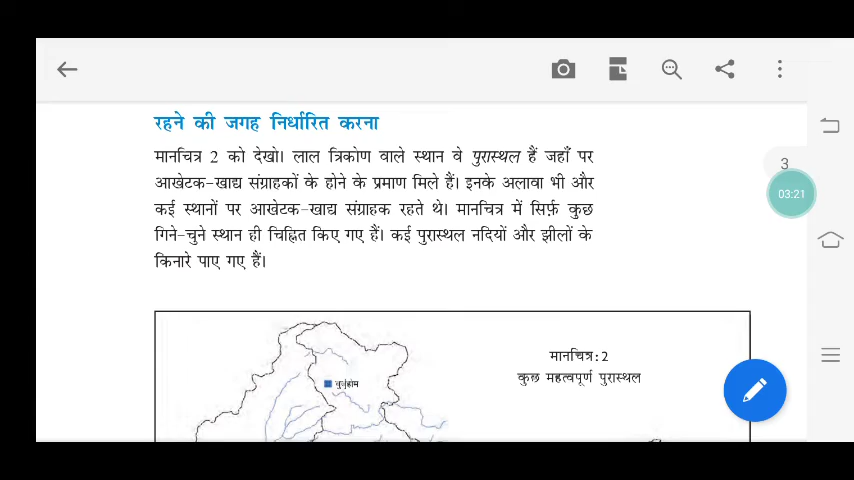 रहने की जगह निर्धारित करना
मानचित्र 2 को देखो। लाल त्रिकोण वाले स्थान वे पुरास्थल हैं जहाँ पर
आखेटक-खाद्य संग्राहकों के होने के प्रमाण मिले हैं। इनके अलावा भी और
कई स्थानों पर आखेटक-खाद्य संग्राहक रहते थे। मानचित्र में सिर्फ़ कुछ
गिने-चुने स्थान ही चिह्नित किए गए हैं। कई पुरास्थल नदियों और झीलों के
किनारे पाए गए हैं।
3
03:21
मानचित्र:2
कुछ महत्वपूर्ण पुरास्थल
बुर्ज़होम